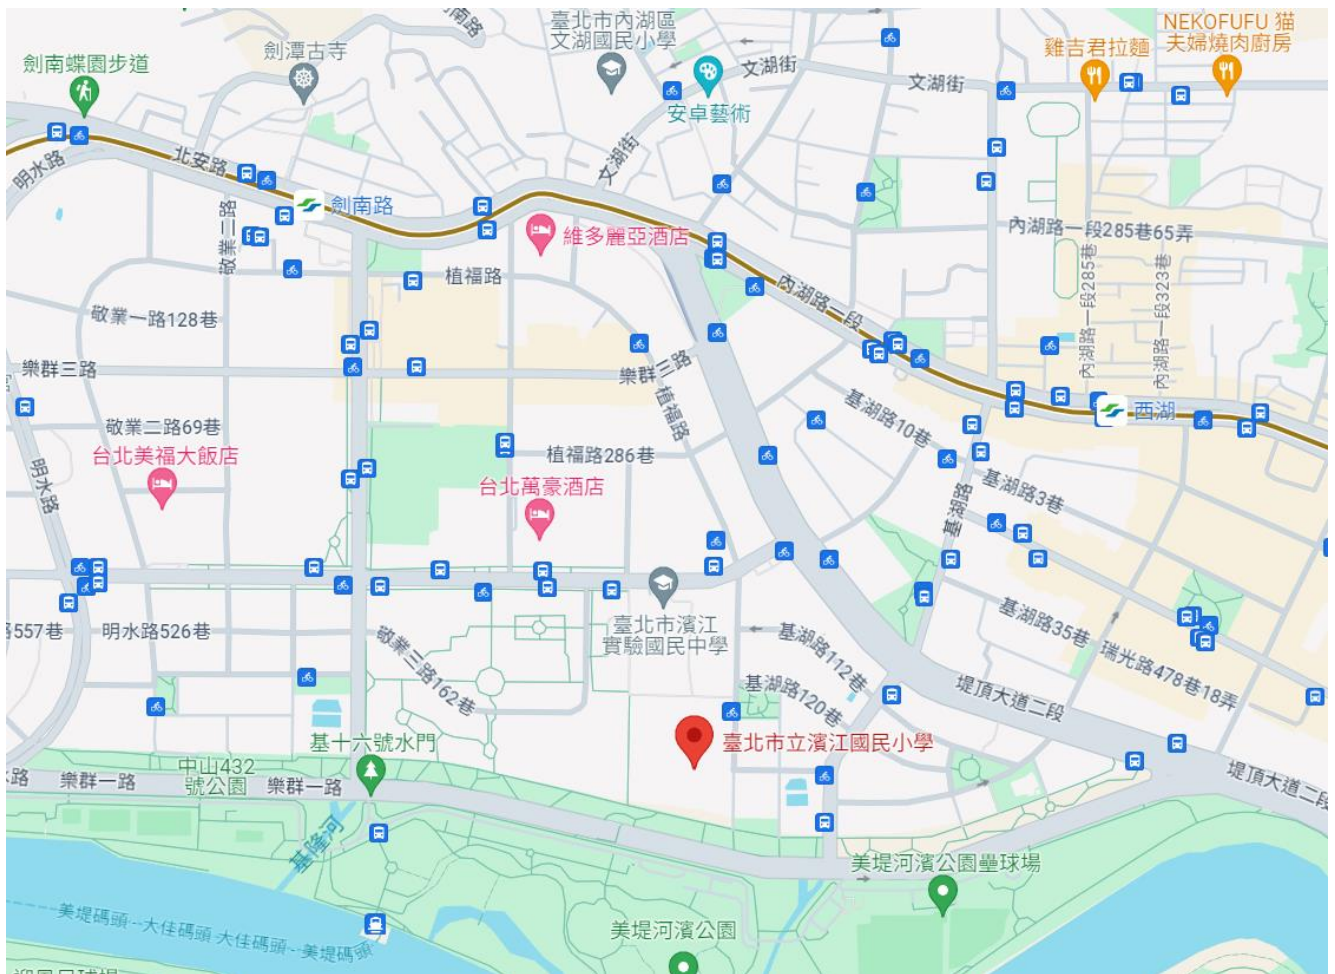 臺北市內湖區
文湖國民小學
NEKOFUFU 猫
夫婦燒肉廚房
雞吉君拉麵
劍潭古寺
劍南蝶園步道
文湖街
文湖街
安卓藝術
文湖街
北安路
明水路
劍南路
敬業二路
維多麗亞酒店
內湖路一段285巷65弄
植福路
內湖路一段
內湖路一段285巷
內湖路一段323巷
敬業一路128巷
樂群三路
樂群三路
植福路
西湖
基湖路10巷
敬業二路69巷
台北美福大飯店
植福路286巷
台北萬豪酒店
明水路
基湖路3巷
基湖路
臺北市濱江
實驗國民中學
路557巷
明水路526巷
敬業三路162巷
基湖路112巷
基湖路120巷
基湖路35巷
瑞光路478巷18弄
堤頂大道二段
臺北市立濱江國民小學
基十六號水門
中山432
號公園
樂群一路
樂群一路
堤頂大道二段
基隆河
美堤河濱公園壘球場
美堤碼頭--大佳碼頭
大佳碼頭--美堤碼頭
美堤河濱公園